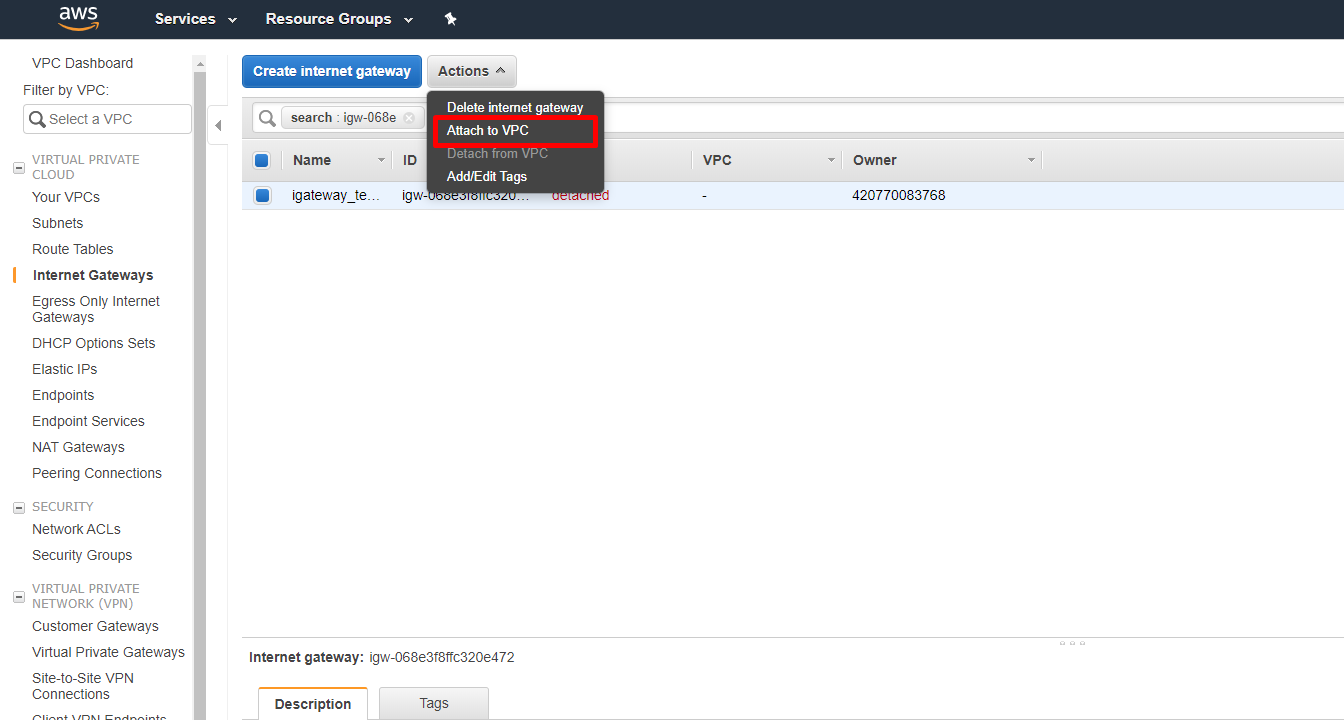 aws Services Resource Groups
VPC Dashboard
Filter by VPC:
Select a VPC
VIRTUAL PRIVATE
CLOUD
Your VPCs
Subnets
Route Tables
Internet Gateways
Egress Only Internet
Gateways
DHCP Options Sets
Elastic IPs
Endpoints
Endpoint Services
NAT Gateways
Peering Connections
SECURITY
Network ACLs
Security Groups
VIRTUAL PRIVATE
NETWORK (VPN)
Customer Gateways
Virtual Private Gateways
Site-to-Site VPN
Connections
Client VPN Endpoints
Create internet gateway Actions
search : igw-068e
Delete internet gateway
Attach to VPC
Detach from VPC
Add/Edit Tags
Name ID VPC Owner
igateway_te... igw-068e3f8ffc320... detached - 420770083768
Internet gateway: igw-068e3f8ffc320e472
Description Tags